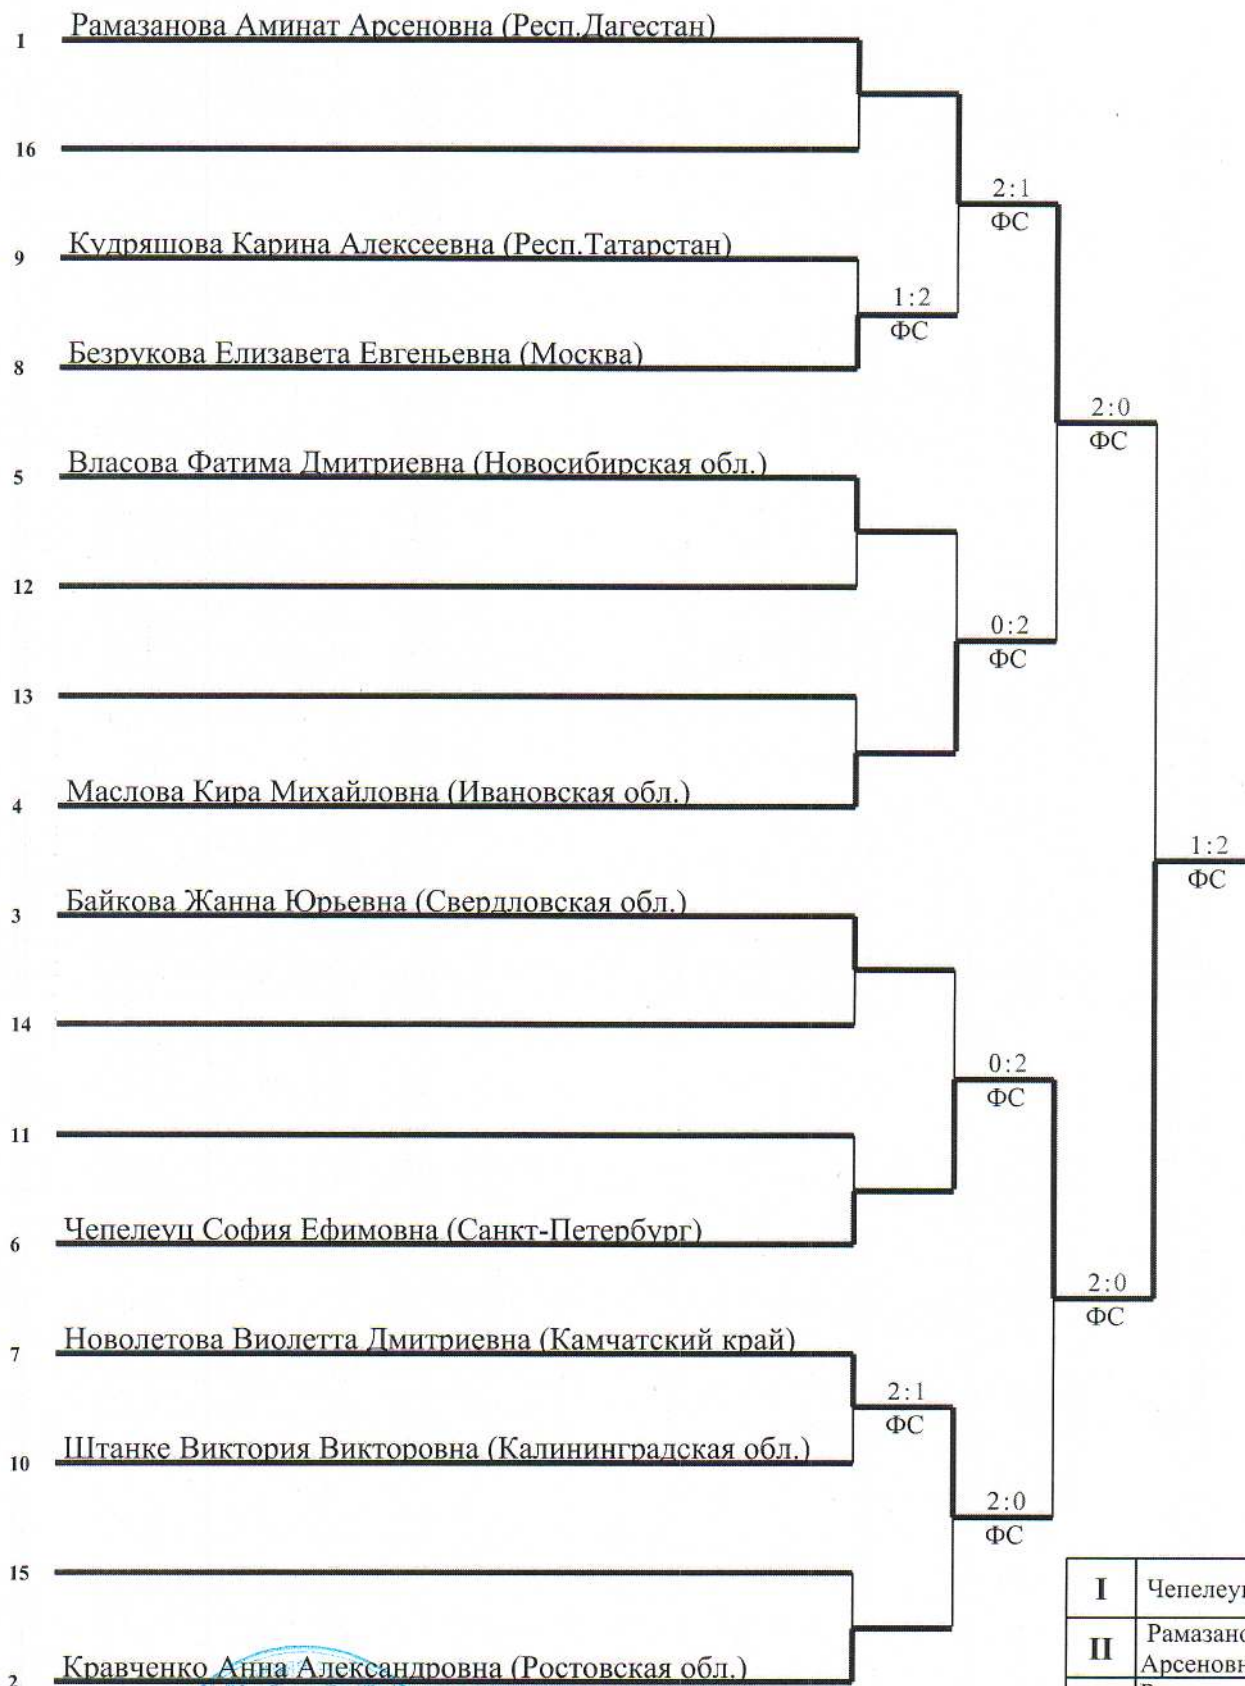 Рамазанова Аминат Арсеновна (Респ.Дагестан)
1
16
2:1
ФС
Кудряшова Карина Алексеевна (Респ.Татарстан)
9
1:2
ФС
Безрукова Елизавета Евгеньевна (Москва)
8
2:0
ФС
Власова Фатима Дмитриевна (Новосибирская обл.)
5
12
0:2
ФС
13
Маслова Кира Михайловна (Ивановская обл.)
4
1:2
ФС
Байкова Жанна Юрьевна (Свердловская обл.)
3
14
0:2
ФС
11
Чепелеуц София Ефимовна (Санкт-Петербург)
6
2:0
ФС
Новолетова Виолетта Дмитриевна (Камчатский край)
7
2:1
ФС
Штанке Виктория Викторовна (Калининградская обл.)
10
2:0
ФС
15
I Чепелеуц
Кравченко Анна Александровна (Ростовская обл.)
2
II Рамазано
Арсеновн